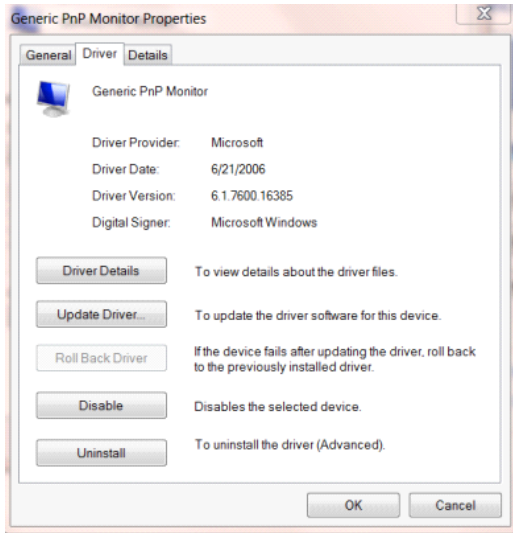 Generic PnP Monitor Properties
General Driver Details
Generic PnP Monitor
Driver Provider: Microsoft
Driver Date: 6/21/2006
Driver Version: 6.1.7600.16385
Digital Signer: Microsoft Windows
Driver Details To view details about the driver files.
Update Driver... To update the driver software for this device.
Roll Back Driver If the device fails after updating the driver, roll back
to the previously installed driver.
Disable Disables the selected device.
Uninstall To uninstall the driver (Advanced).
OK Cancel